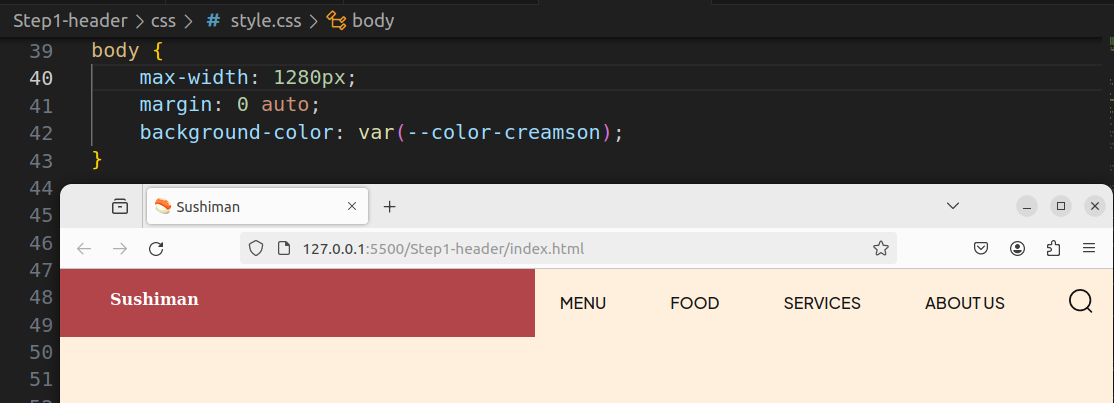 Step1-header > css > # style.css > body
39 body {
40 max-width: 1280px;
41 margin: 0 auto;
42 background-color: var(--color-creamson);
43 }
44
45 Sushiman
46 127.0.0.1:5500/Step1-header/index.html
47
48 Sushiman MENU FOOD SERVICES ABOUT US
49
50
51